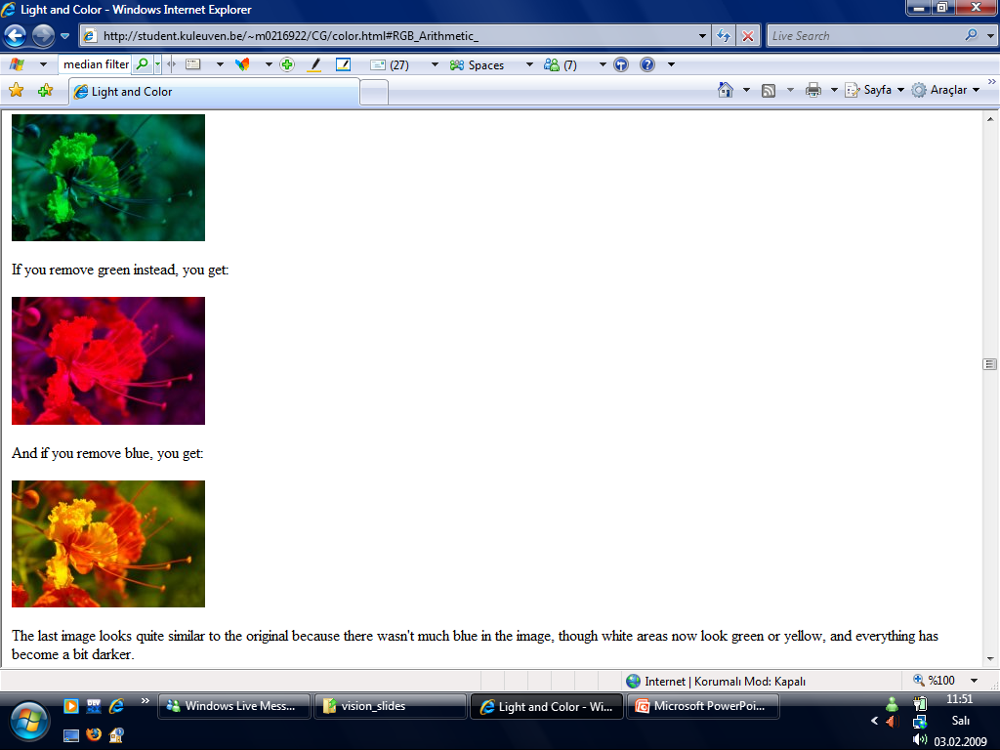 Light and Color - Windows Internet Explorer
http://student.kuleuven.be/~m0216922/CG/color.html#RGB_Arithmetic_
Live Search
median filter
(27)
Spaces
(7)
Light and Color
Sayfa
Araçlar
If you remove green instead, you get:
And if you remove blue, you get:
The last image looks quite similar to the original because there wasn't much blue in the image, though white areas now look green or yellow, and everything has
become a bit darker.
Internet | Korumalı Mod: Kapalı
%100
Windows Live Mess...
vision_slides
Light and Color - Wi...
Microsoft PowerPoi...
11:51
Salı
03.02.2009